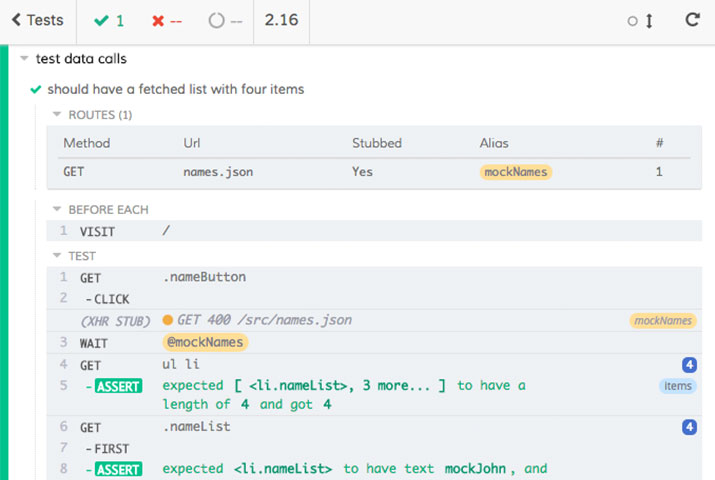 Tests 1 -- -- 2.16
test data calls
should have a fetched list with four items
ROUTES (1)
Method Url Stubbed Alias #
GET names.json Yes mockNames 1
BEFORE EACH
1 VISIT /
TEST
1 GET .nameButton
2 -CLICK
(XHR STUB) GET 400 /src/names.json mockNames
3 WAIT @mockNames
4 GET ul li 4
5 -ASSERT expected [ <li.nameList>, 3 more... ] to have a items
length of 4 and got 4
6 GET .nameList 4
7 -FIRST
8 -ASSERT expected <li.nameList> to have text mockJohn, and